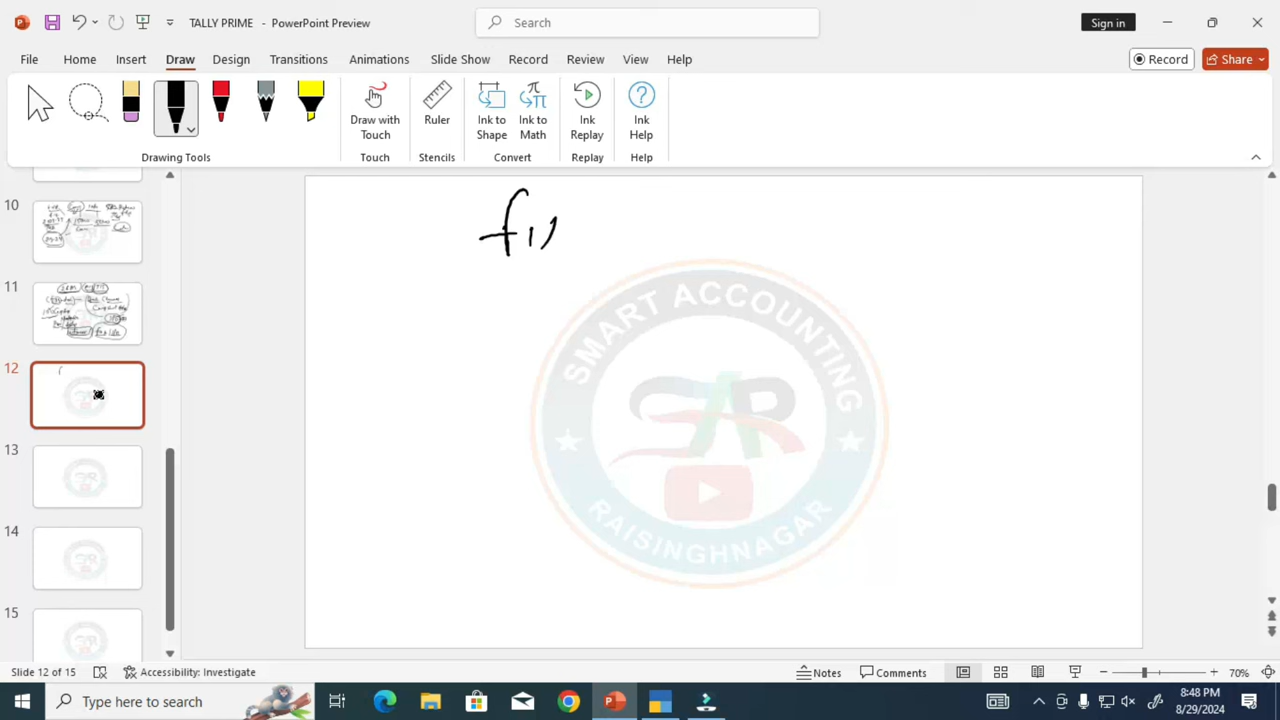 TALLY PRIME - PowerPoint Preview
Search
Sign in
File Home Insert Draw Design Transitions Animations Slide Show Record Review View Help
Record
Share
Draw with Touch
Ruler
Ink to Shape
Ink to Math
Ink Replay
Ink Help
Drawing Tools
Touch
Stencils
Convert
Replay
Help
10
11
12
13
14
15
SMART ACCOUNTING
SAR
RAISINGHNAGAR
Slide 12 of 15
Accessibility: Investigate
Notes
Comments
70%
Type here to search
8:48 PM
8/29/2024